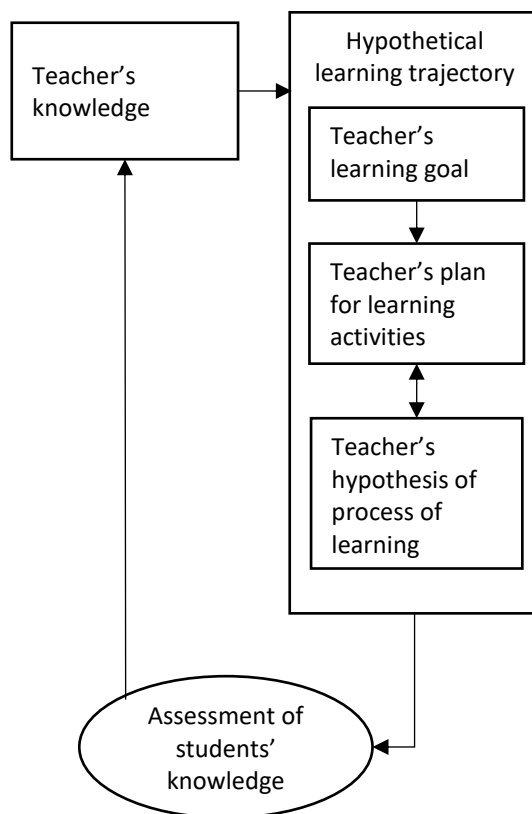 Teacher’s
knowledge
Hypothetical
learning trajectory
Teacher’s
learning goal
Teacher’s plan
for learning
activities
Teacher’s
hypothesis of
process of
learning
Assessment of
students’
knowledge